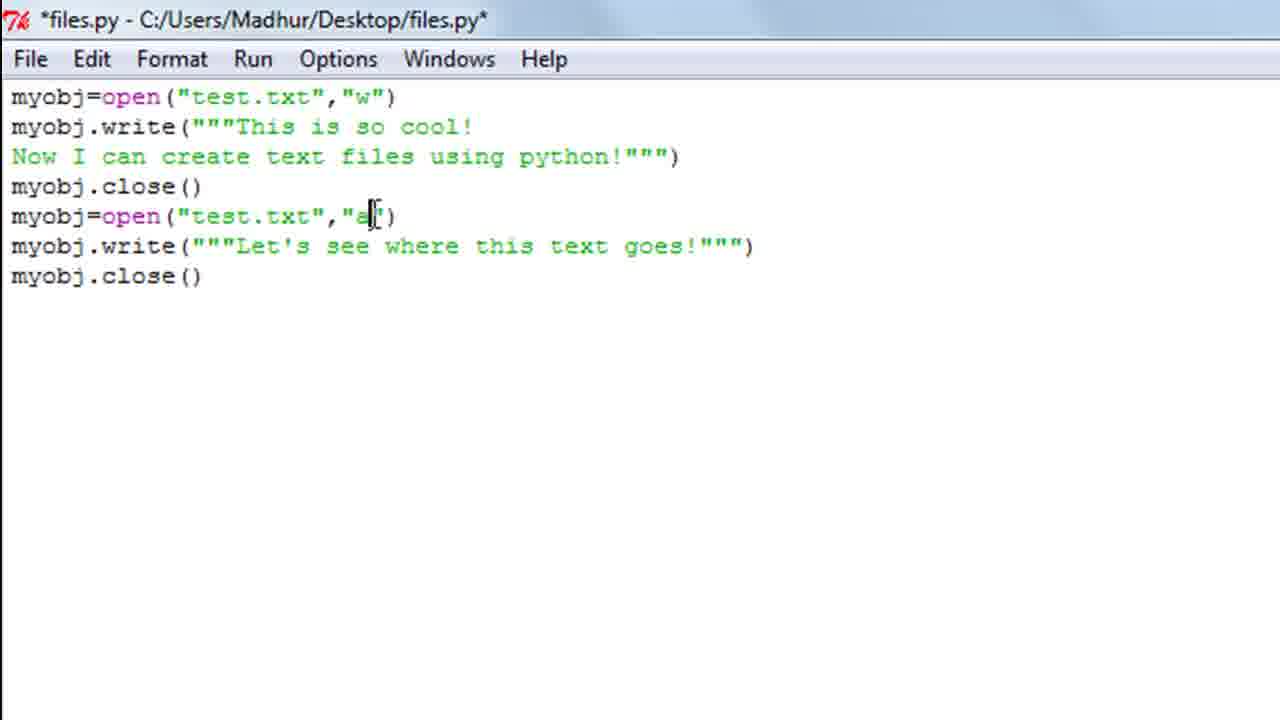 *files.py - C:/Users/Madhur/Desktop/files.py*
File Edit Format Run Options Windows Help
myobj=open("test.txt","w")
myobj.write("""This is so cool!
Now I can create text files using python!""")
myobj.close()
myobj=open("test.txt","a")
myobj.write("""Let's see where this text goes!""")
myobj.close()